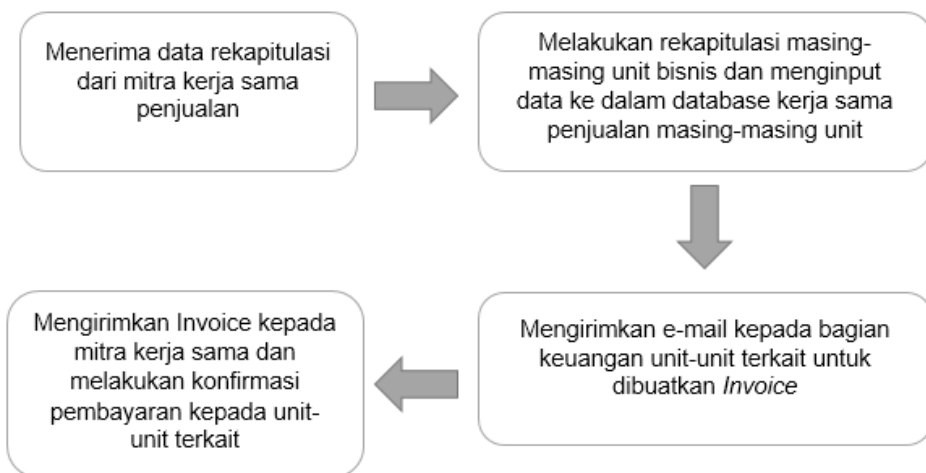 Menerima data rekapitulasi
dari mitra kerja sama
penjualan
Melakukan rekapitulasi masing-
masing unit bisnis dan menginput
data ke dalam database kerja sama
penjualan masing-masing unit
Mengirimkan e-mail kepada bagian
keuangan unit-unit terkait untuk
dibuatkan Invoice
Mengirimkan Invoice kepada
mitra kerja sama dan
melakukan konfirmasi
pembayaran kepada unit-
unit terkait